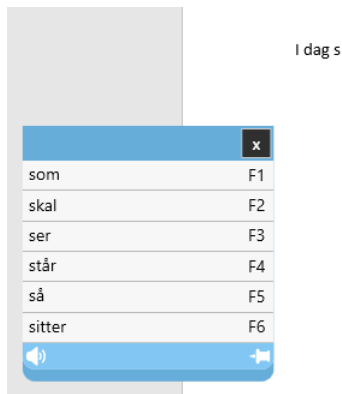 I dag s
x
som F1
skal F2
ser F3
står F4
så F5
sitter F6